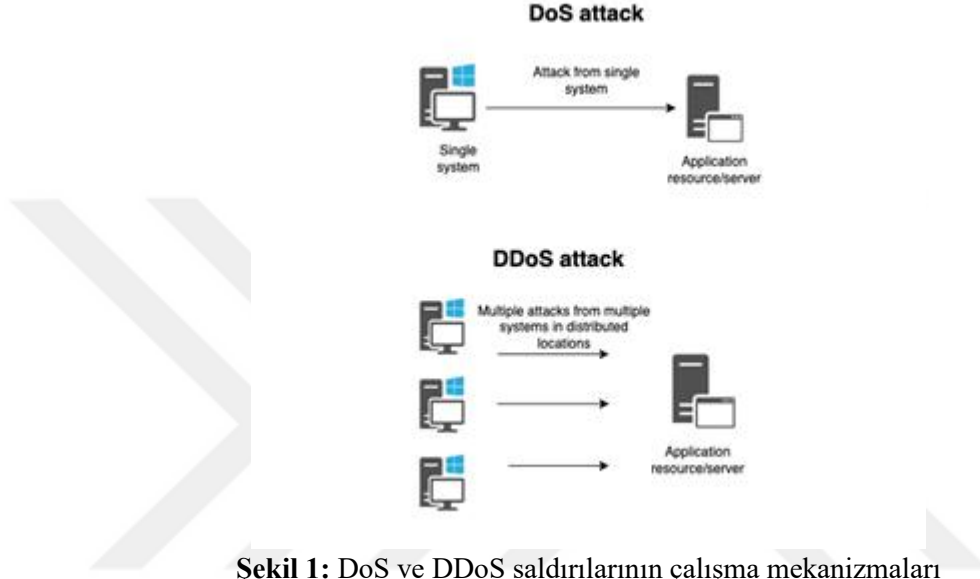 DoS attack
Attack from single
system
Single
system
Application
resource/server
DDoS attack
Multiple attacks from multiple
systems in distributed
locations
Application
resource/server
Şekil 1: DoS ve DDoS saldırılarının çalışma mekanizmaları